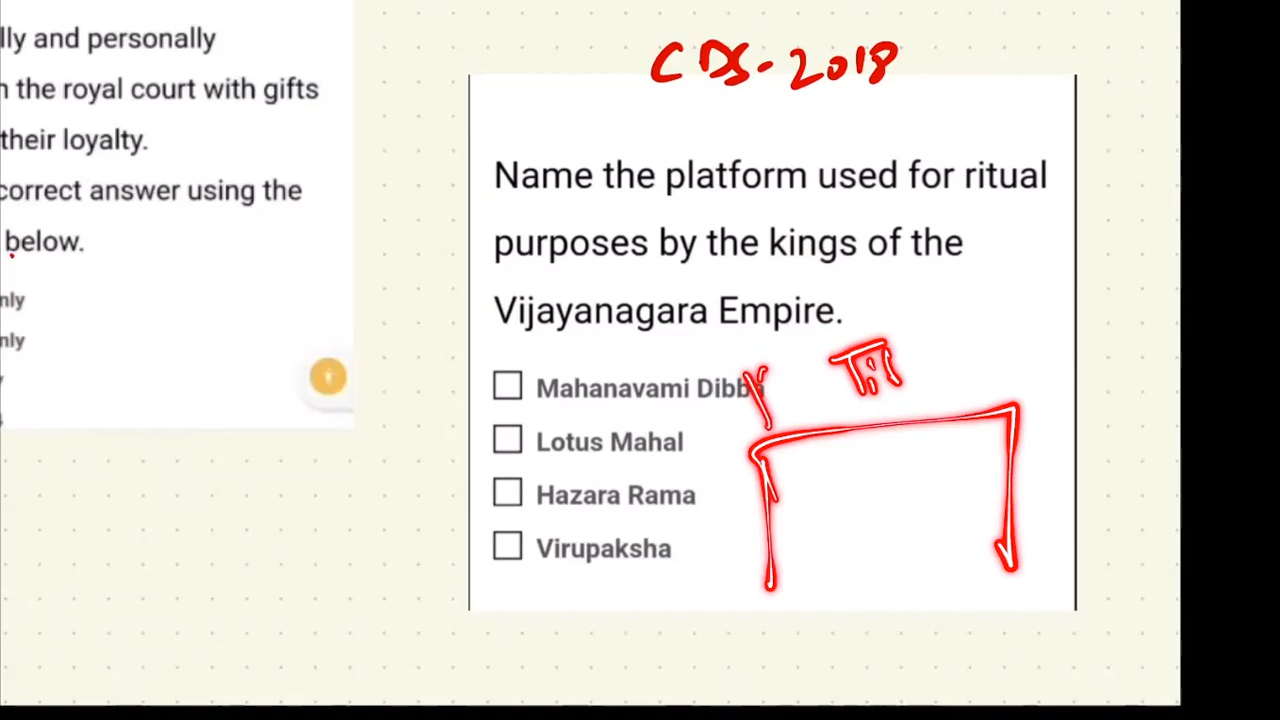 lly and personally
n the royal court with gifts
their loyalty.
correct answer using the
below.
nly
nly
CDS-2018
Name the platform used for ritual
purposes by the kings of the
Vijayanagara Empire.
Mahanavami Dibba
Lotus Mahal
Hazara Rama
Virupaksha